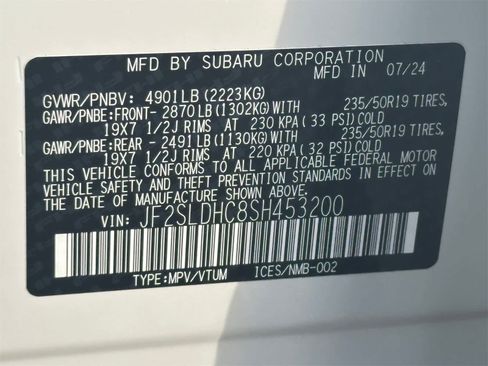 MFD BY SUBARU CORPORATION
MFD IN 07/24
GVWR/PNBV: 4901LB (2223KG)
GAWR/PNBE: FRONT- 2870LB (1302KG) WITH 235/50R19 TIRES,
19X7 1/2J RIMS AT 230 KPA (33 PSI) COLD
GAWR/PNBE: REAR - 2491LB (1130KG) WITH 235/50R19 TIRES,
19X7 1/2J RIMS AT 220 KPA (32 PSI) COLD
THIS VEHICLE CONFORMS TO ALL APPLICABLE FEDERAL MOTOR
VEHICLE SAFETY AND THEFT PREVENTION STANDARDS IN EFFECT ON
THE DATE OF MANUFACTURE SHOWN ABOVE.
VIN: JF2SLDHC8SH453200
TYPE:MPV/VTUM ICES/NMB-002